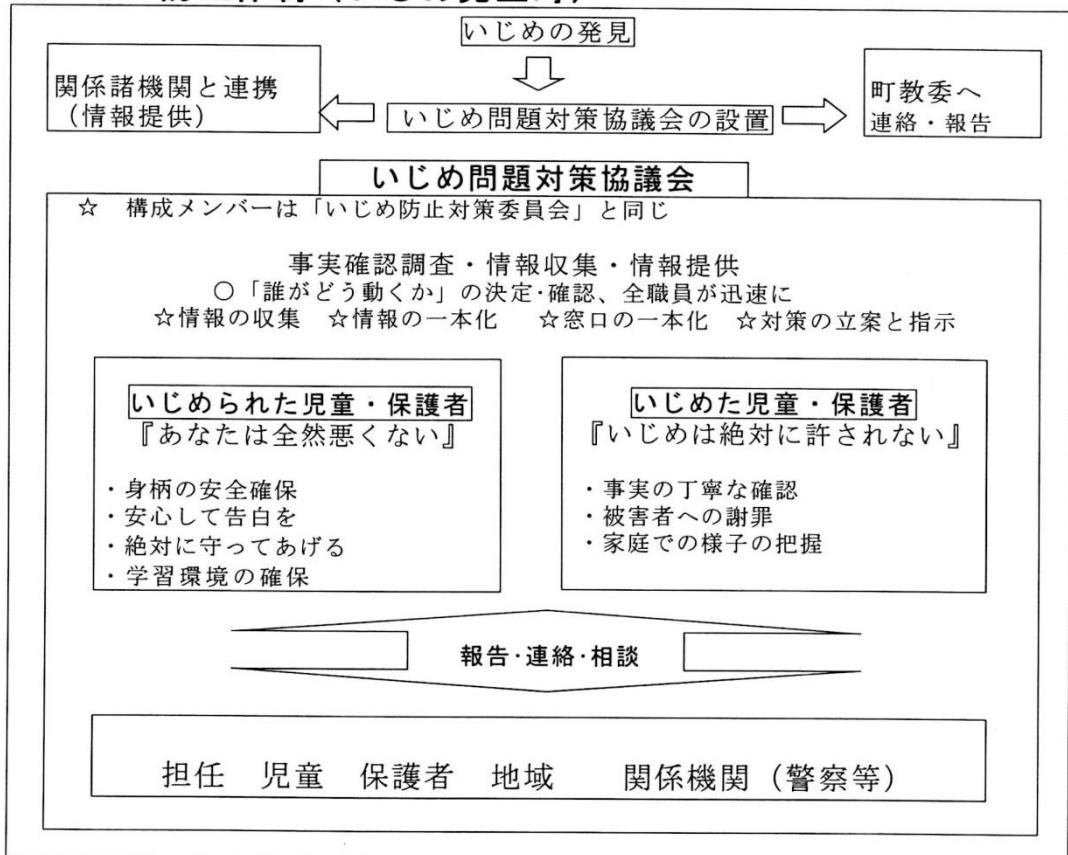 いじめの発見
関係諸機関と連携
（情報提供）
いじめ問題対策協議会の設置
町教委へ
連絡・報告
いじめ問題対策協議会
☆　構成メンバーは「いじめ防止対策委員会」と同じ
事実確認調査・情報収集・情報提供
○「誰がどう動くか」の決定・確認、全職員が迅速に
☆情報の収集　☆情報の一本化　☆窓口の一本化　☆対策の立案と指示
いじめられた児童・保護者
『あなたは全然悪くない』
・身柄の安全確保
・安心して告白を
・絶対に守ってあげる
・学習環境の確保
いじめた児童・保護者
『いじめは絶対に許されない』
・事実の丁寧な確認
・被害者への謝罪
・家庭での様子の把握
報告・連絡・相談
担任　児童　保護者　地域　関係機関（警察等）